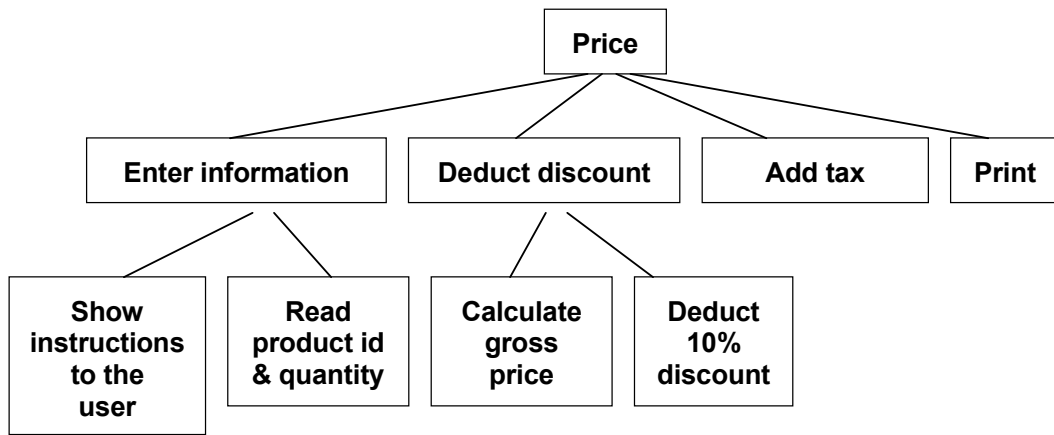 Price
Enter information
Deduct discount
Add tax
Print
Show
instructions
to the
user
Read
product id
& quantity
Calculate
gross
price
Deduct
10%
discount